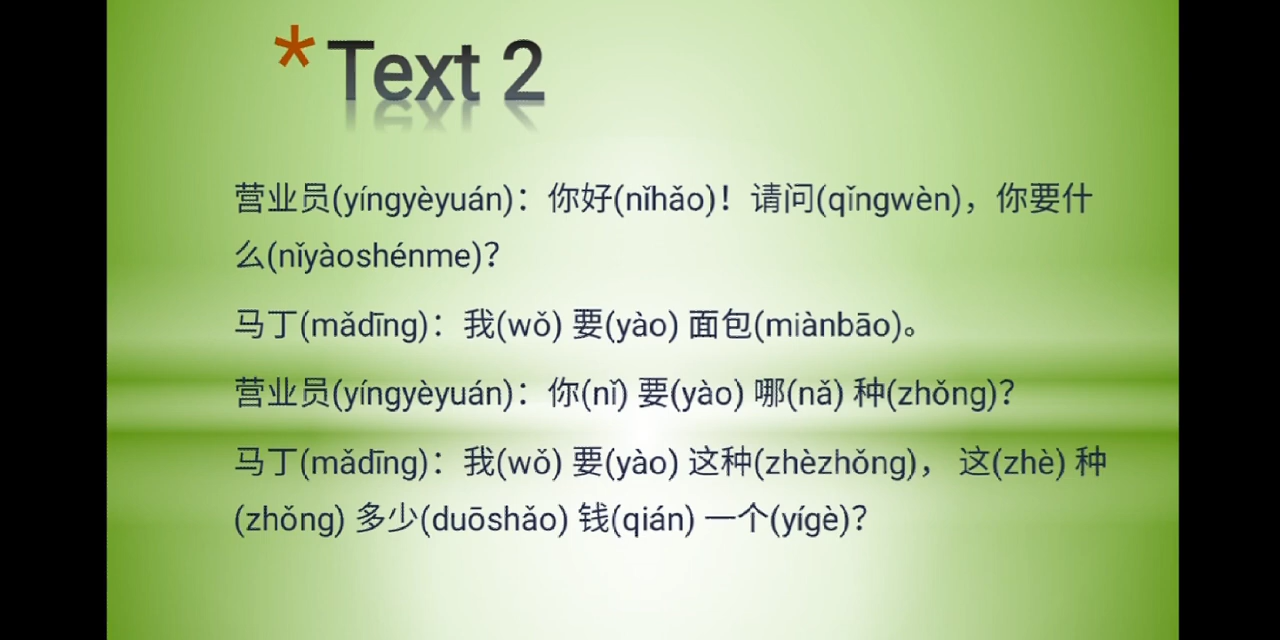 *Text 2
营业员(yíngyèyuán)：你好(nǐhǎo)！请问(qǐngwèn)，你要什
么(nǐyàoshénme)？
马丁(mǎdīng)：我(wǒ) 要(yào) 面包(miànbāo)。
营业员(yíngyèyuán)：你(nǐ) 要(yào) 哪(nǎ) 种(zhǒng)？
马丁(mǎdīng)：我(wǒ) 要(yào) 这种(zhèzhǒng)， 这(zhè) 种
(zhǒng) 多少(duōshǎo) 钱(qián) 一个(yígè)？